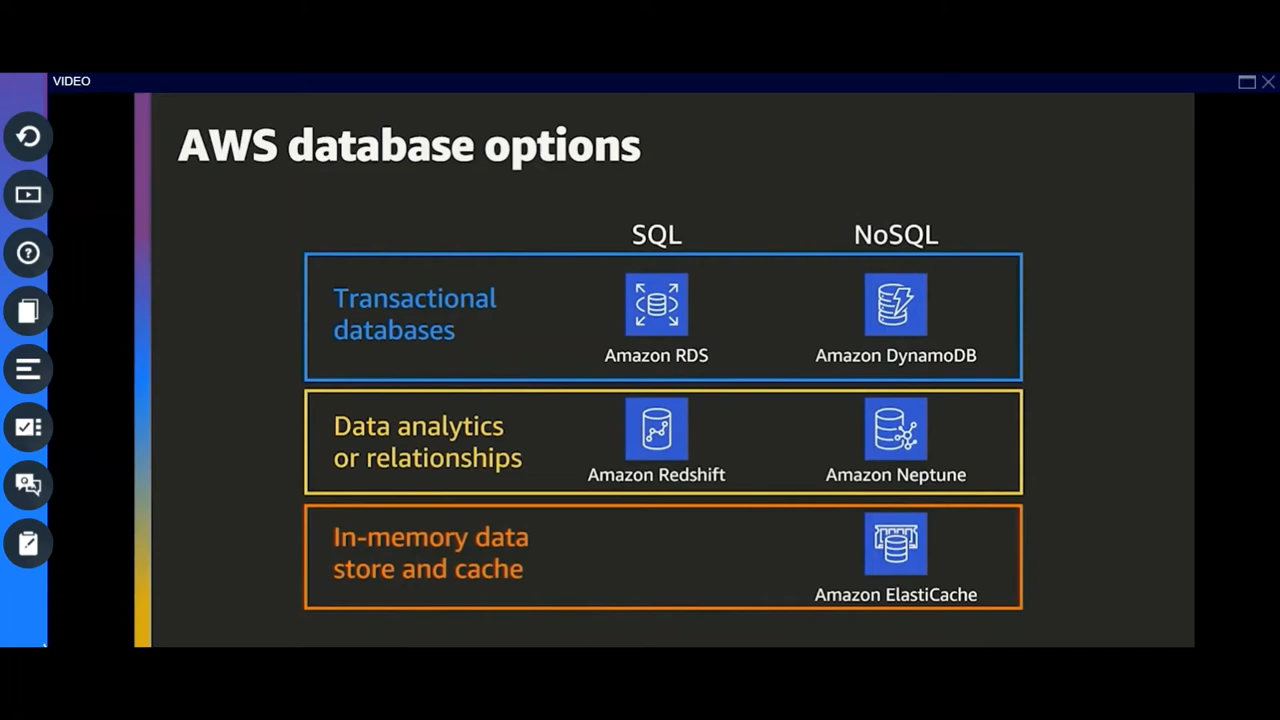 VIDEO
AWS database options
SQL
NoSQL
Transactional
databases
Amazon RDS
Amazon DynamoDB
Data analytics
or relationships
Amazon Redshift
Amazon Neptune
In-memory data
store and cache
Amazon ElastiCache